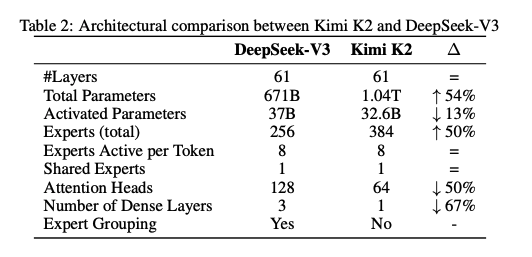 Table 2: Architectural comparison between Kimi K2 and DeepSeek-V3
DeepSeek-V3 Kimi K2 Δ
#Layers 61 61 =
Total Parameters 671B 1.04T ↑ 54%
Activated Parameters 37B 32.6B ↓ 13%
Experts (total) 256 384 ↑ 50%
Experts Active per Token 8 8 =
Shared Experts 1 1 =
Attention Heads 128 64 ↓ 50%
Number of Dense Layers 3 1 ↓ 67%
Expert Grouping Yes No -